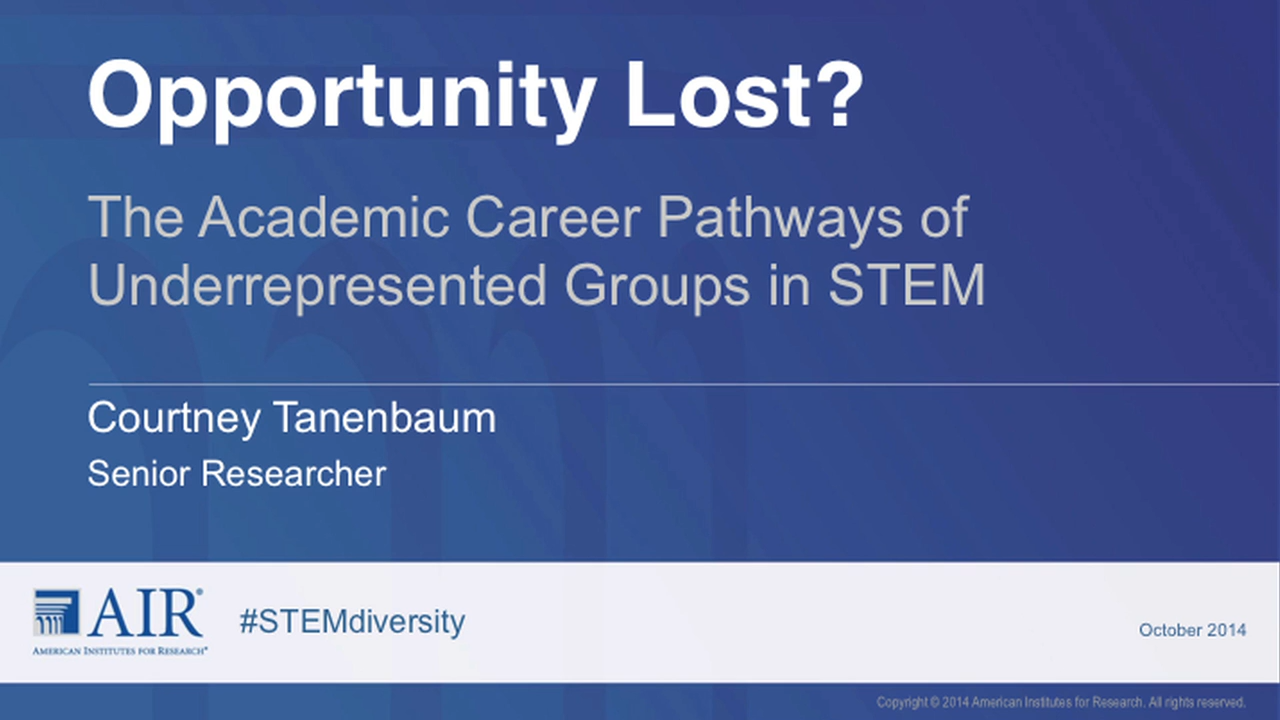 Opportunity Lost?
The Academic Career Pathways of
Underrepresented Groups in STEM
Courtney Tanenbaum
Senior Researcher
AIR®
AMERICAN INSTITUTES FOR RESEARCH®
#STEMdiversity
October 2014
Copyright © 2014 American Institutes for Research. All rights reserved.